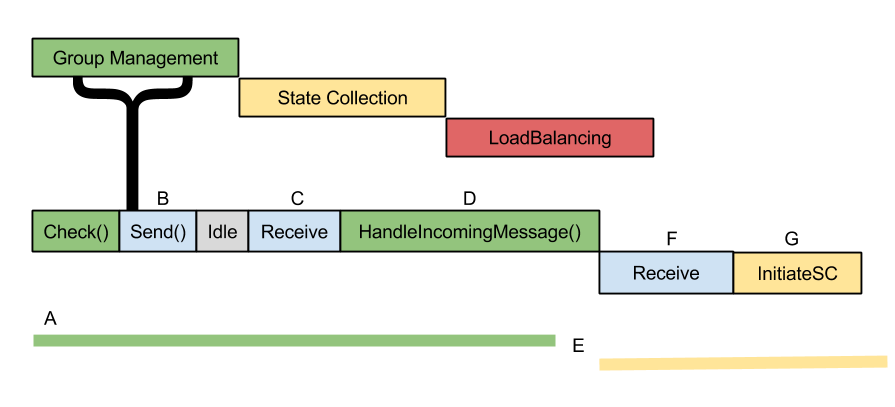 Group Management
State Collection
LoadBalancing
B
C
D
Check()
Send()
Idle
Receive
HandleIncomingMessage()
F
G
Receive
InitiateSC
A
E